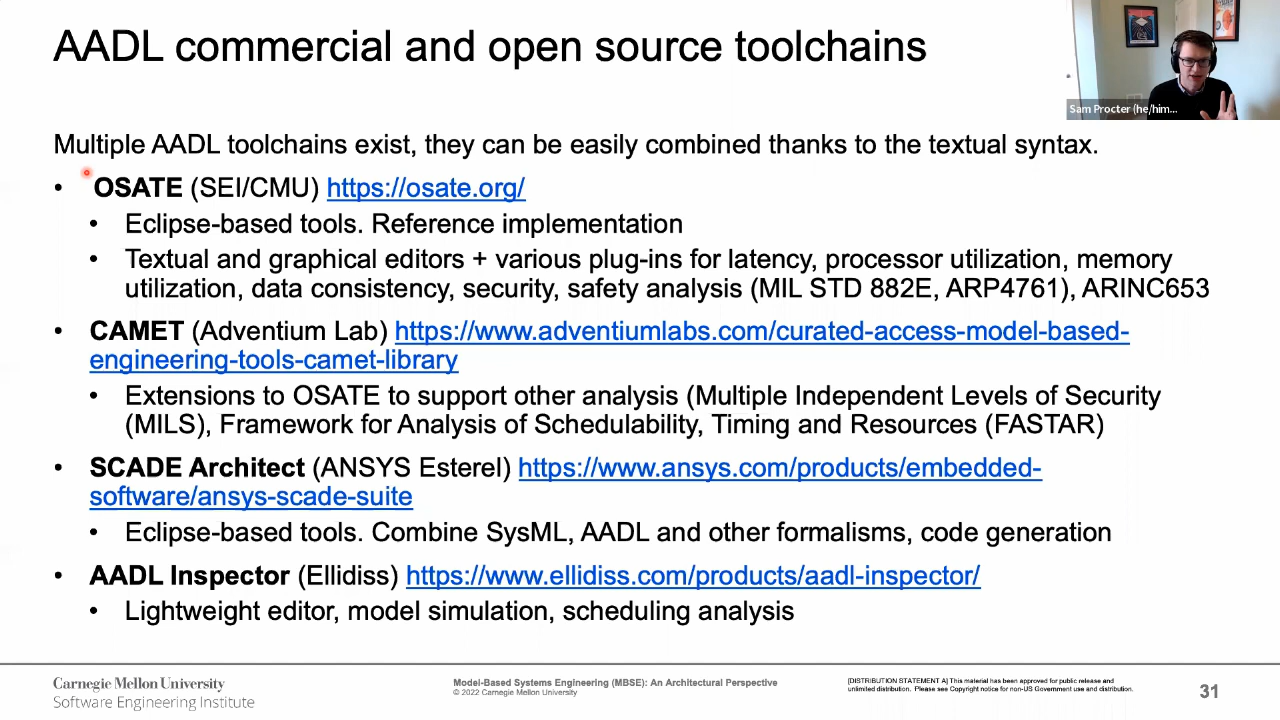 AADL commercial and open source toolchains
Sam Procter (he/him...
Multiple AADL toolchains exist, they can be easily combined thanks to the textual syntax.
• OSATE (SEI/CMU) https://osate.org/
• Eclipse-based tools. Reference implementation
• Textual and graphical editors + various plug-ins for latency, processor utilization, memory
utilization, data consistency, security, safety analysis (MIL STD 882E, ARP4761), ARINC653
• CAMET (Adventium Lab) https://www.adventiumlabs.com/curated-access-model-based-
engineering-tools-camet-library
• Extensions to OSATE to support other analysis (Multiple Independent Levels of Security
(MILS), Framework for Analysis of Schedulability, Timing and Resources (FASTAR)
• SCADE Architect (ANSYS Esterel) https://www.ansys.com/products/embedded-
software/ansys-scade-suite
• Eclipse-based tools. Combine SysML, AADL and other formalisms, code generation
• AADL Inspector (Ellidiss) https://www.ellidiss.com/products/aadl-inspector/
• Lightweight editor, model simulation, scheduling analysis
Carnegie Mellon University
Software Engineering Institute
Model-Based Systems Engineering (MBSE): An Architectural Perspective
© 2022 Carnegie Mellon University
[DISTRIBUTION STATEMENT A] This material has been approved for public release and
unlimited distribution. Please see Copyright notice for non-US Government use and distribution.
31